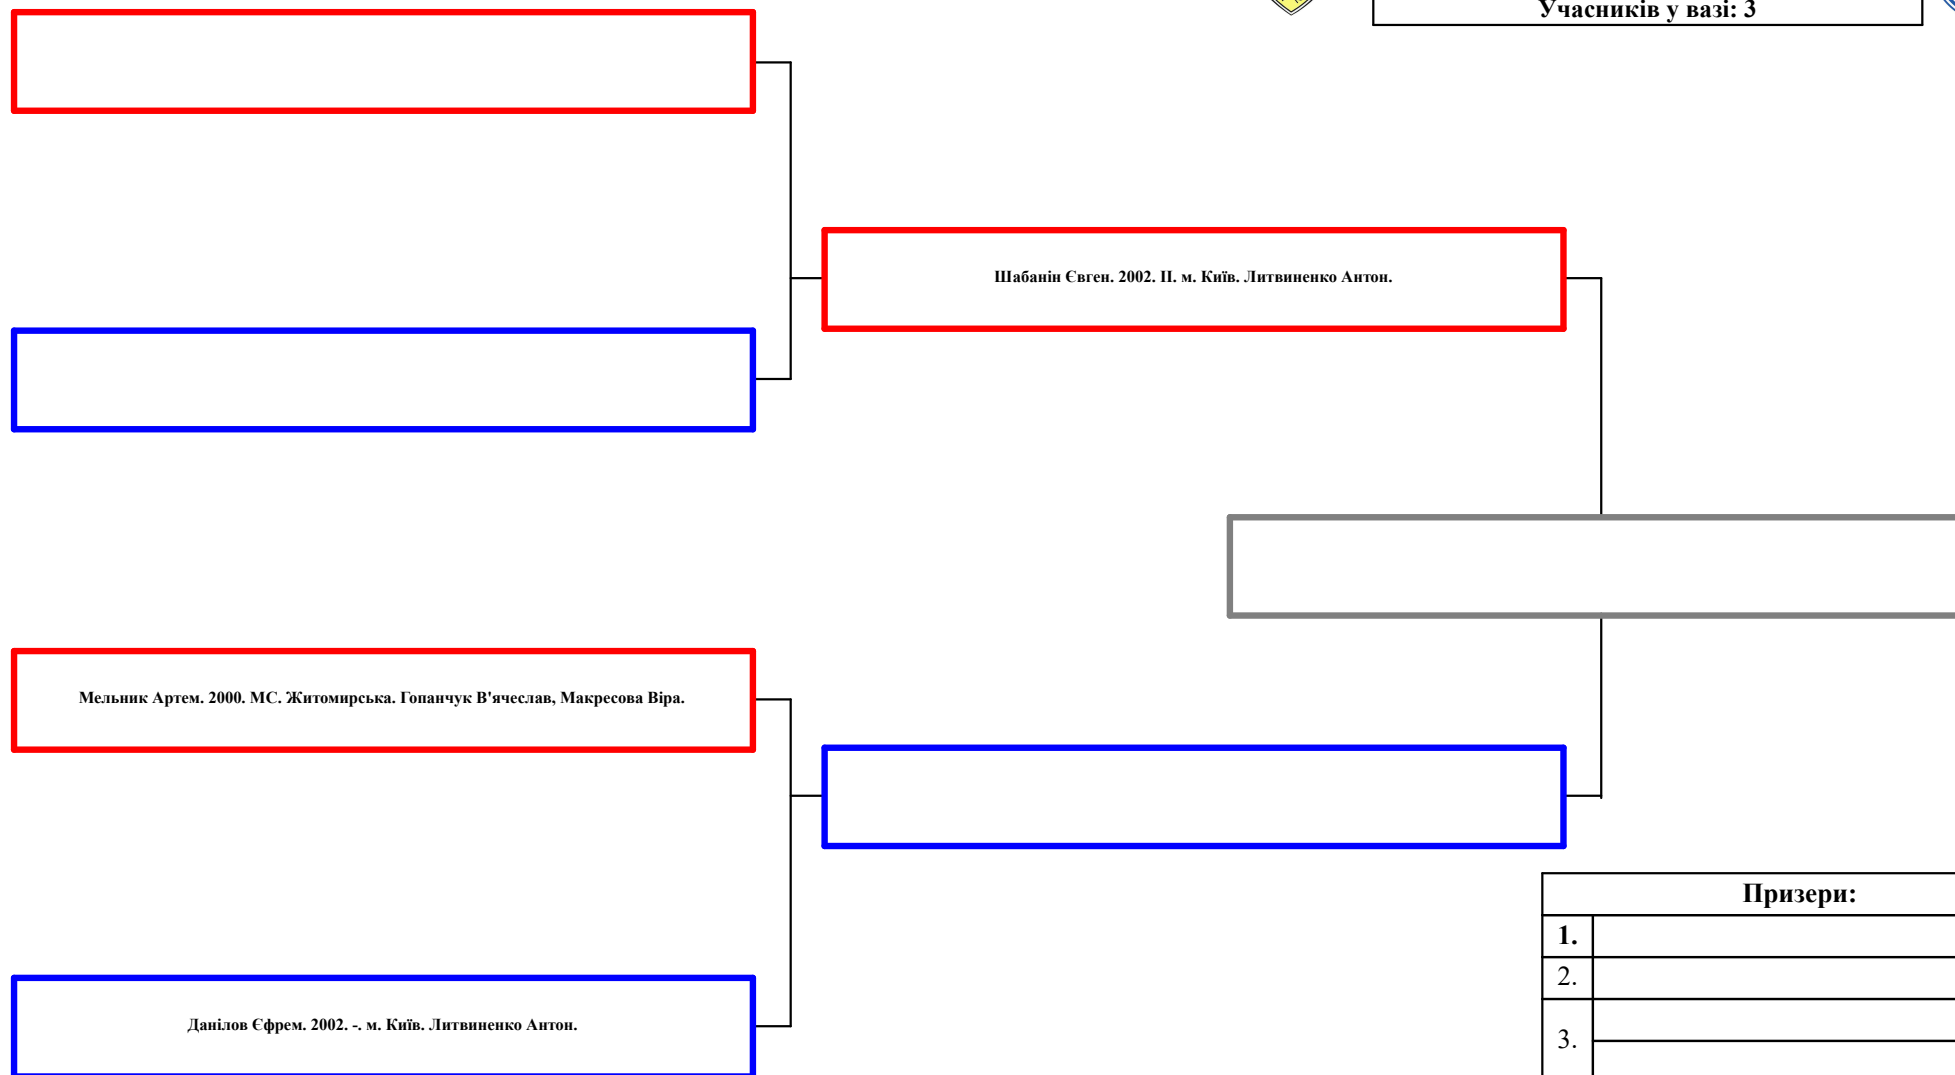 Учасників у вазі: 3
Шабанін Євген. 2002. II. м. Київ. Литвиненко Антон.
Мельник Артем. 2000. МС. Житомирська. Гопанчук В'ячеслав, Макресова Віра.
Данілов Єфрем. 2002. -. м. Київ. Литвиненко Антон.
Призери:
1.
2.
3.